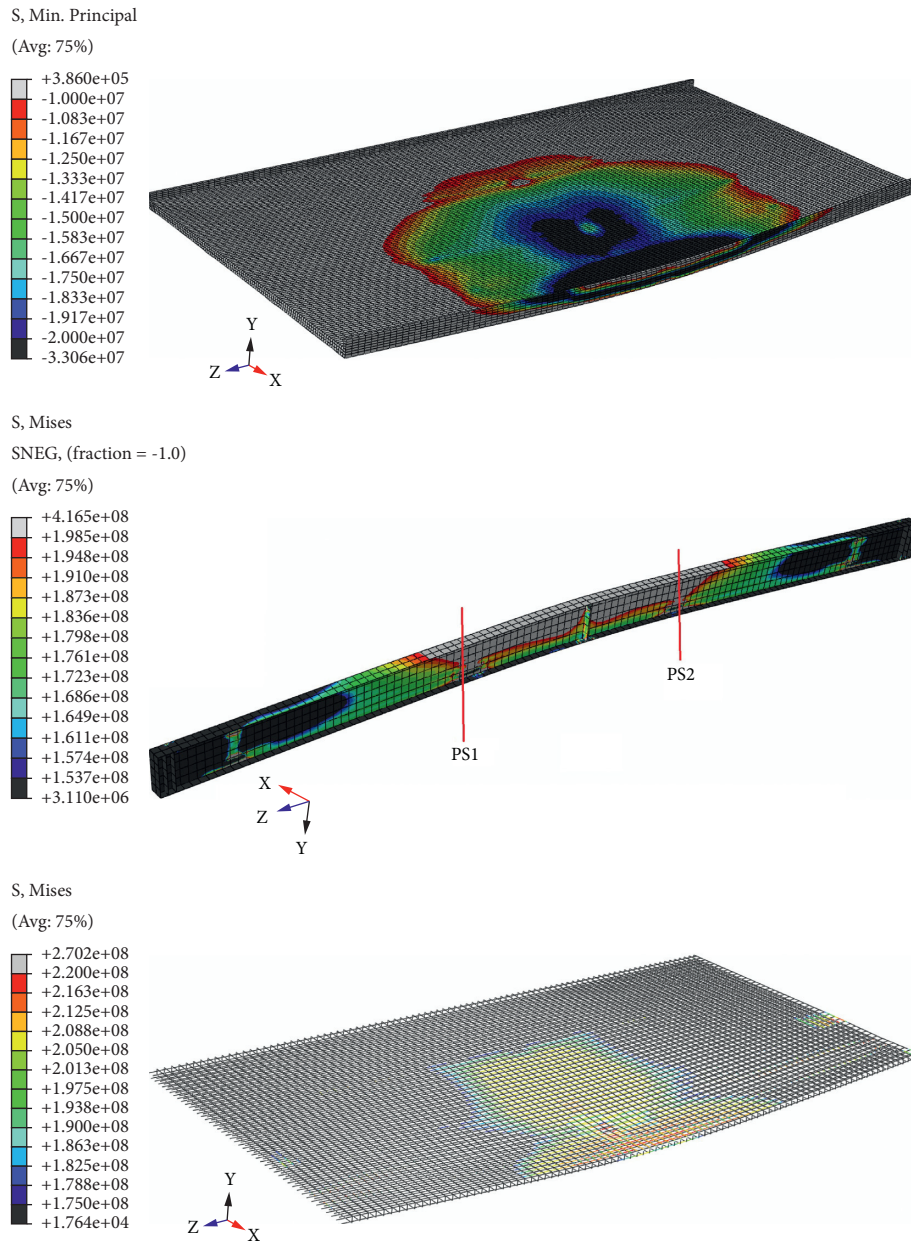 S, Min. Principal
(Avg: 75%)
+3.860e+05
-1.000e+07
-1.083e+07
-1.167e+07
-1.250e+07
-1.333e+07
-1.417e+07
-1.500e+07
-1.583e+07
-1.667e+07
-1.750e+07
-1.833e+07
-1.917e+07
-2.000e+07
-3.306e+07
Y
Z
X
S, Mises
SNEG, (fraction = -1.0)
(Avg: 75%)
+4.165e+08
+1.985e+08
+1.948e+08
+1.910e+08
+1.873e+08
+1.836e+08
+1.798e+08
+1.761e+08
+1.723e+08
+1.686e+08
+1.649e+08
+1.611e+08
+1.574e+08
+1.537e+08
+3.110e+06
PS1
PS2
X
Z
Y
S, Mises
(Avg: 75%)
+2.702e+08
+2.200e+08
+2.163e+08
+2.125e+08
+2.088e+08
+2.050e+08
+2.013e+08
+1.975e+08
+1.938e+08
+1.900e+08
+1.863e+08
+1.825e+08
+1.788e+08
+1.750e+08
+1.764e+04
Y
Z
X